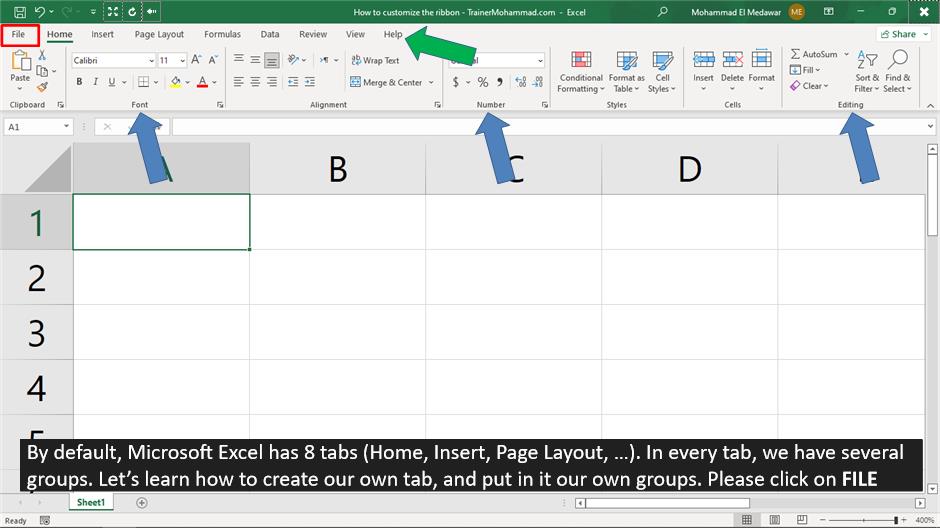 How to customize the ribbon - TrainerMohammad.com - Excel
Mohammad El Medawar ME
File Home Insert Page Layout Formulas Data Review View Help Share
Calibri 11 Wrap Text AutoSum
Paste Conditional Format as Cell Insert Delete Format Fill Sort & Find &
B I U A Merge & Center $ % Formatting Table Styles Clear Filter Select
Clipboard Font Alignment Number Styles Cells Editing
A1
B C D
1
2
3
4
By default, Microsoft Excel has 8 tabs (Home, Insert, Page Layout, ...). In every tab, we have several
groups. Let's learn how to create our own tab, and put in it our own groups. Please click on FILE
Sheet1
Ready 400%